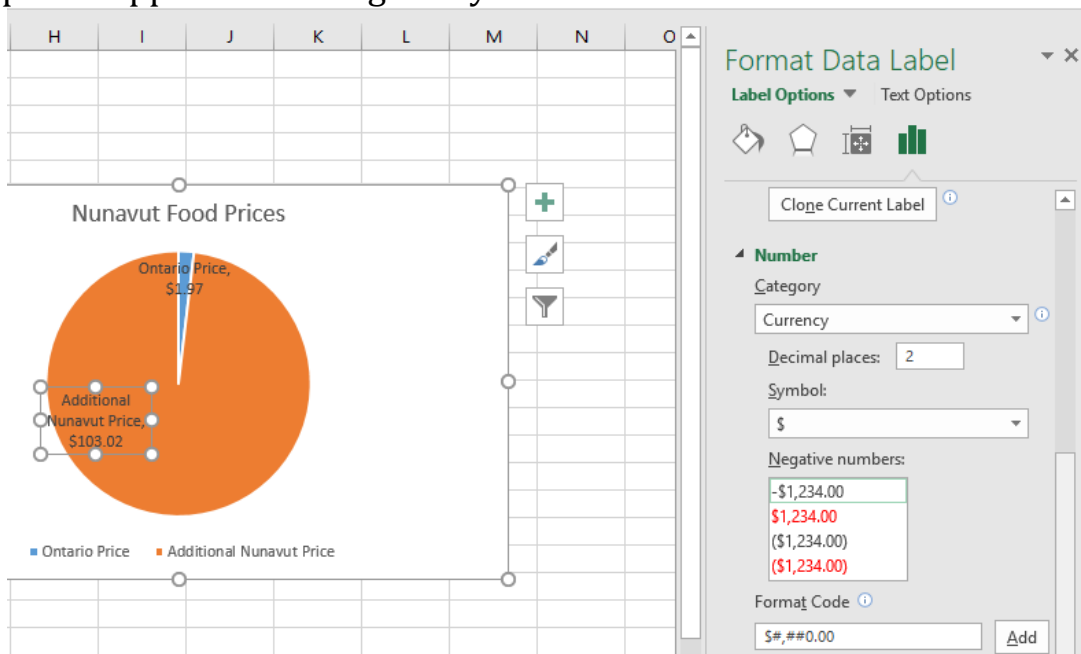 H I J K L M N O
Format Data Label
Label Options Text Options
Clone Current Label
Number
Category
Currency
Decimal places: 2
Symbol:
$
Negative numbers:
-$1,234.00
$1,234.00
($1,234.00)
($1,234.00)
Format Code
$#,##0.00 Add
Nunavut Food Prices
Ontario Price,
$1.97
Additional
Nunavut Price,
$103.02
Ontario Price Additional Nunavut Price